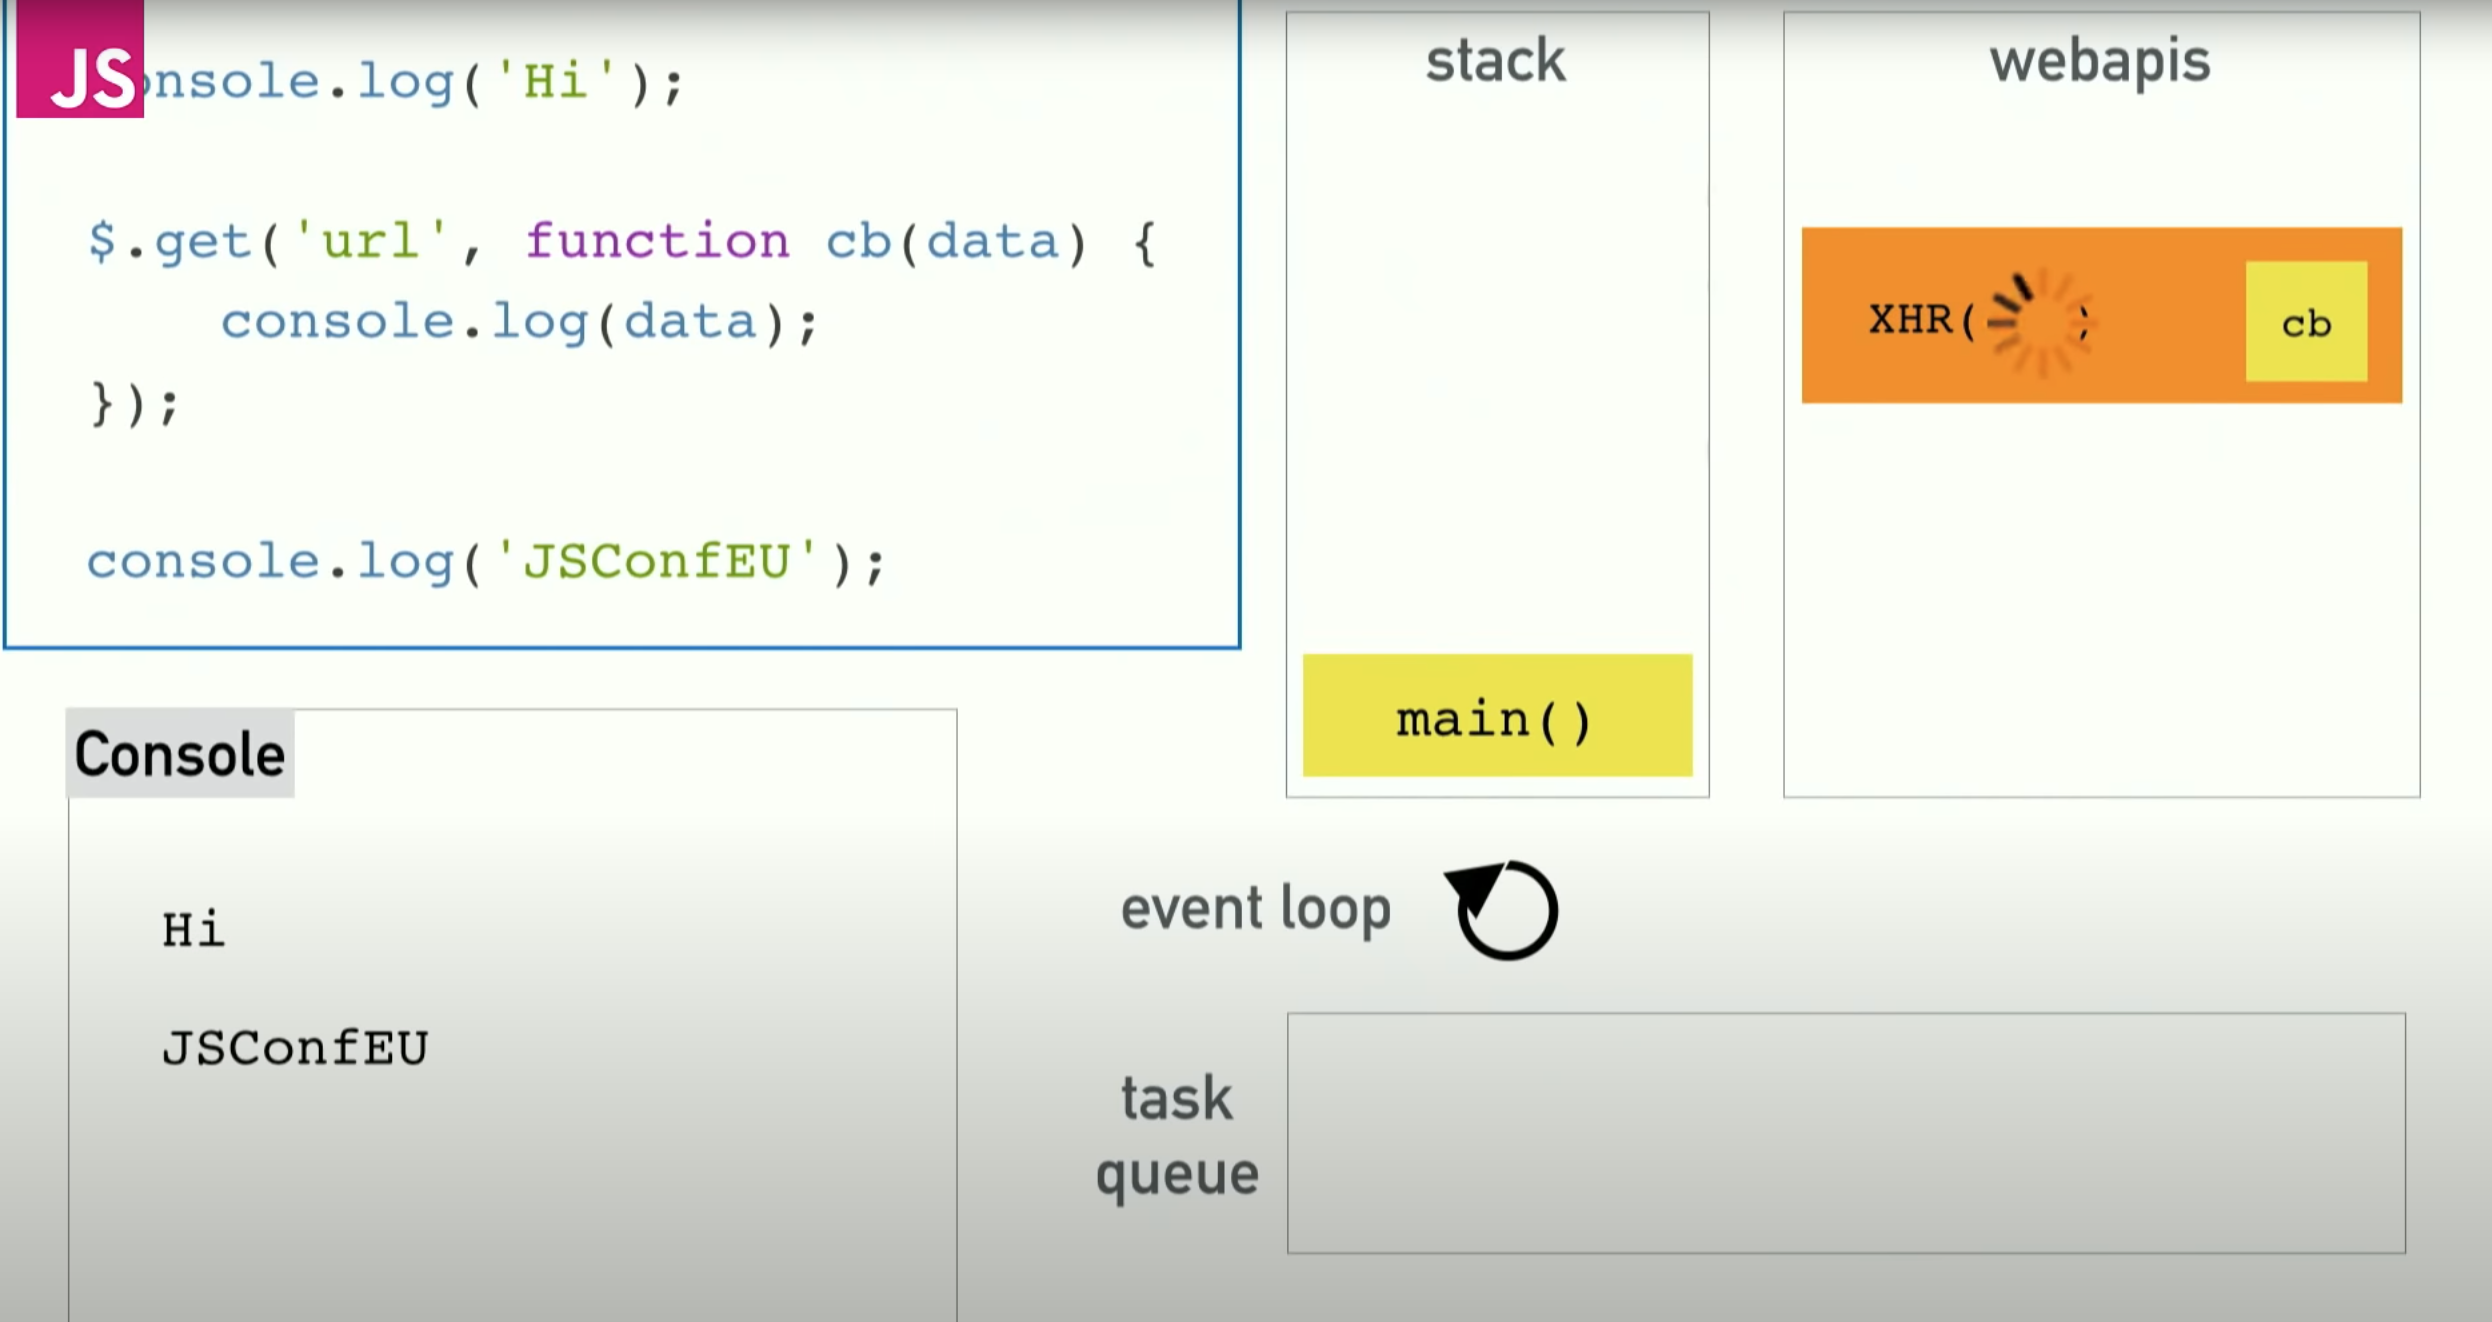 JS
onsole.log('Hi');
$.get('url', function cb(data) {
console.log(data);
});
console.log('JSConfEU');
stack
main()
webapis
XHR(
cb
Console
Hi
JSConfEU
event loop
task
queue